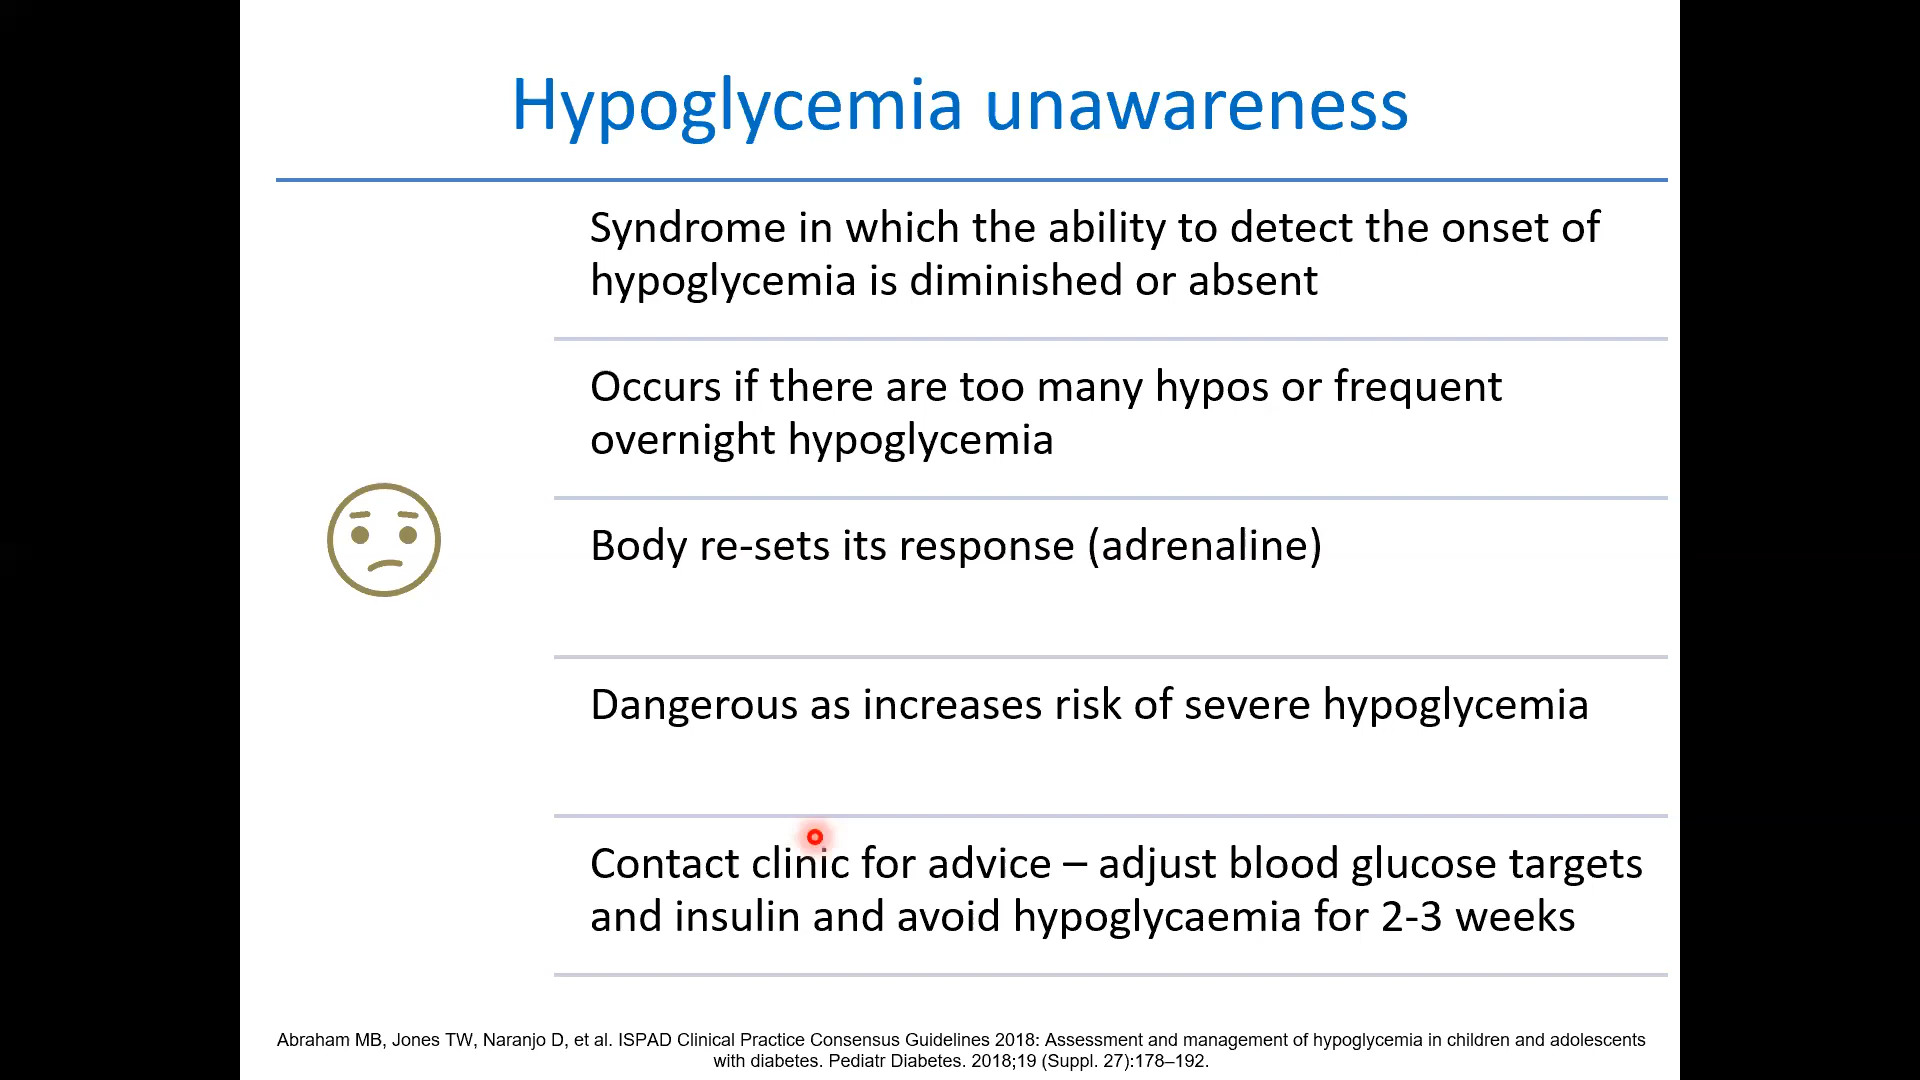 Hypoglycemia unawareness
Syndrome in which the ability to detect the onset of
hypoglycemia is diminished or absent
Occurs if there are too many hypos or frequent
overnight hypoglycemia
Body re-sets its response (adrenaline)
Dangerous as increases risk of severe hypoglycemia
Contact clinic for advice – adjust blood glucose targets
and insulin and avoid hypoglycaemia for 2-3 weeks
Abraham MB, Jones TW, Naranjo D, et al. ISPAD Clinical Practice Consensus Guidelines 2018: Assessment and management of hypoglycemia in children and adolescents
with diabetes. Pediatr Diabetes. 2018;19 (Suppl. 27):178–192.